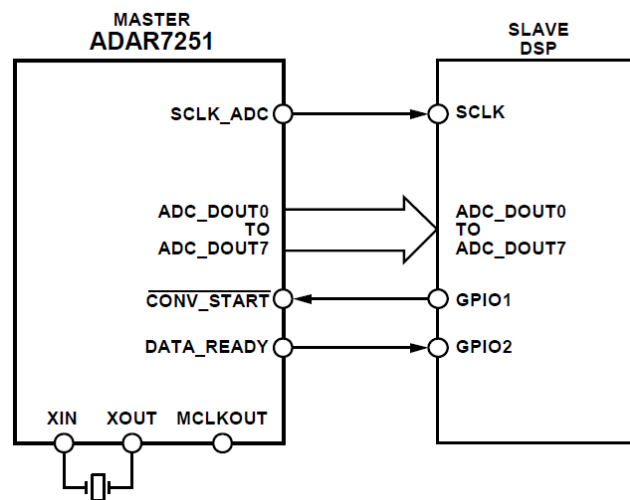 MASTER
ADAR7251
SLAVE
DSP
SCLK_ADC
SCLK
ADC_DOUT0
TO
ADC_DOUT7
ADC_DOUT0
TO
ADC_DOUT7
CONV_START
GPIO1
DATA_READY
GPIO2
XIN XOUT MCLKOUT